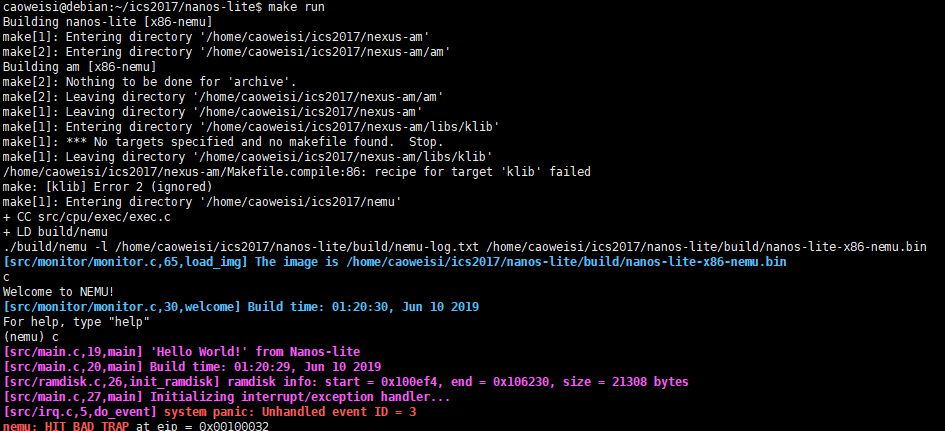 caoweisi@debian:~/ics2017/nanos-lite$ make run
Building nanos-lite [x86-nemu]
make[1]: Entering directory '/home/caoweisi/ics2017/nexus-am'
make[2]: Entering directory '/home/caoweisi/ics2017/nexus-am/am'
Building am [x86-nemu]
make[2]: Nothing to be done for 'archive'.
make[2]: Leaving directory '/home/caoweisi/ics2017/nexus-am/am'
make[1]: Leaving directory '/home/caoweisi/ics2017/nexus-am'
make[1]: Entering directory '/home/caoweisi/ics2017/nexus-am/libs/klib'
make[1]: *** No targets specified and no makefile found.  Stop.
make[1]: Leaving directory '/home/caoweisi/ics2017/nexus-am/libs/klib'
/home/caoweisi/ics2017/nexus-am/Makefile.compile:86: recipe for target 'klib' failed
make: [klib] Error 2 (ignored)
make[1]: Entering directory '/home/caoweisi/ics2017/nemu'
+ CC src/cpu/exec/exec.c
+ LD build/nemu
./build/nemu -l /home/caoweisi/ics2017/nanos-lite/build/nemu-log.txt /home/caoweisi/ics2017/nanos-lite/build/nanos-lite-x86-nemu.bin
[src/monitor/monitor.c,65,load_img] The image is /home/caoweisi/ics2017/nanos-lite/build/nanos-lite-x86-nemu.bin
c
Welcome to NEMU!
[src/monitor/monitor.c,30,welcome] Build time: 01:20:30, Jun 10 2019
For help, type "help"
(nemu) c
[src/main.c,19,main] 'Hello World!' from Nanos-lite
[src/main.c,20,main] Build time: 01:20:29, Jun 10 2019
[src/ramdisk.c,26,init_ramdisk] ramdisk info: start = 0x100ef4, end = 0x106230, size = 21308 bytes
[src/main.c,27,main] Initializing interrupt/exception handler...
[src/irq.c,5,do_event] system panic: Unhandled event ID = 3
nemu: HIT BAD TRAP at eip = 0x00100032